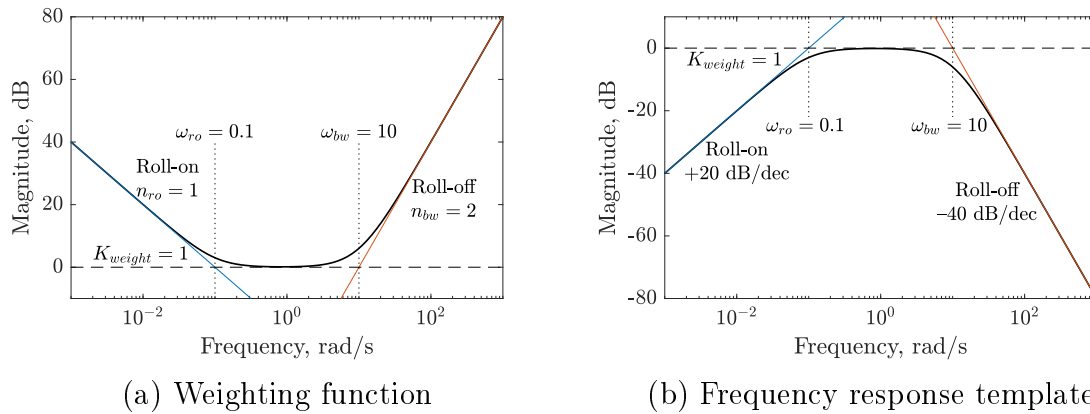 80
60
40
20
0
Magnitude, dB
ω_ro = 0.1
ω_bw = 10
Roll-on
n_ro = 1
Roll-off
n_bw = 2
K_weight = 1
10^−2
10^0
10^2
Frequency, rad/s
(a) Weighting function
0
-20
-40
-60
-80
Magnitude, dB
K_weight = 1
ω_ro = 0.1
ω_bw = 10
Roll-on
+20 dB/dec
Roll-off
–40 dB/dec
10^−2
10^0
10^2
Frequency, rad/s
(b) Frequency response template